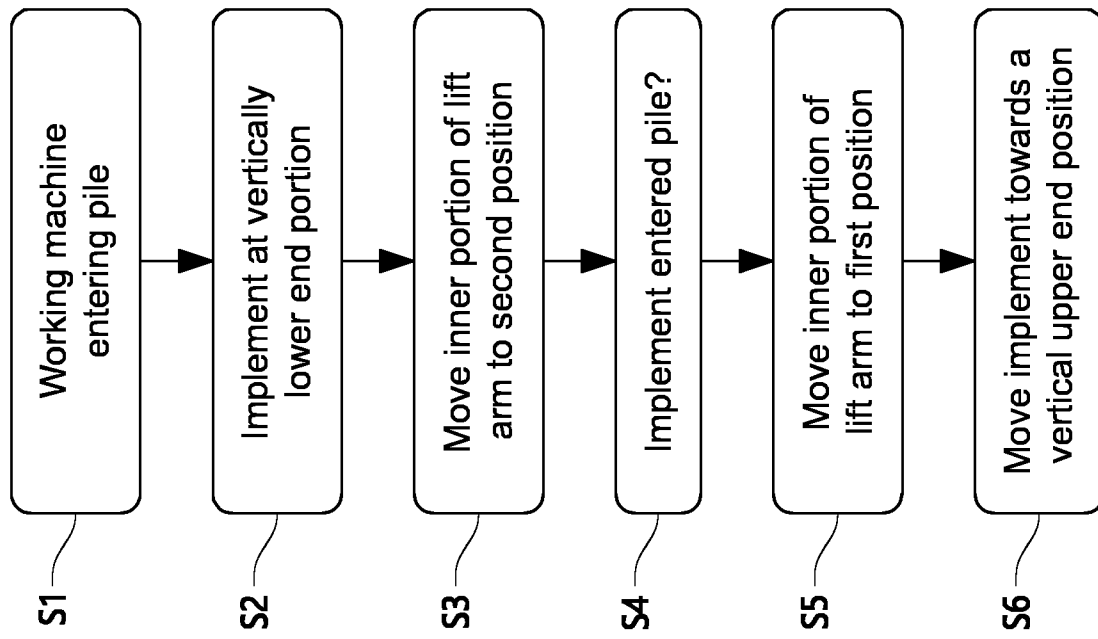 S1
Working machine
entering pile
S2
Implement at vertically
lower end portion
S3
Move inner portion of lift
arm to second position
S4
Implement entered pile?
S5
Move inner portion of
lift arm to first position
S6
Move implement towards a
vertical upper end position